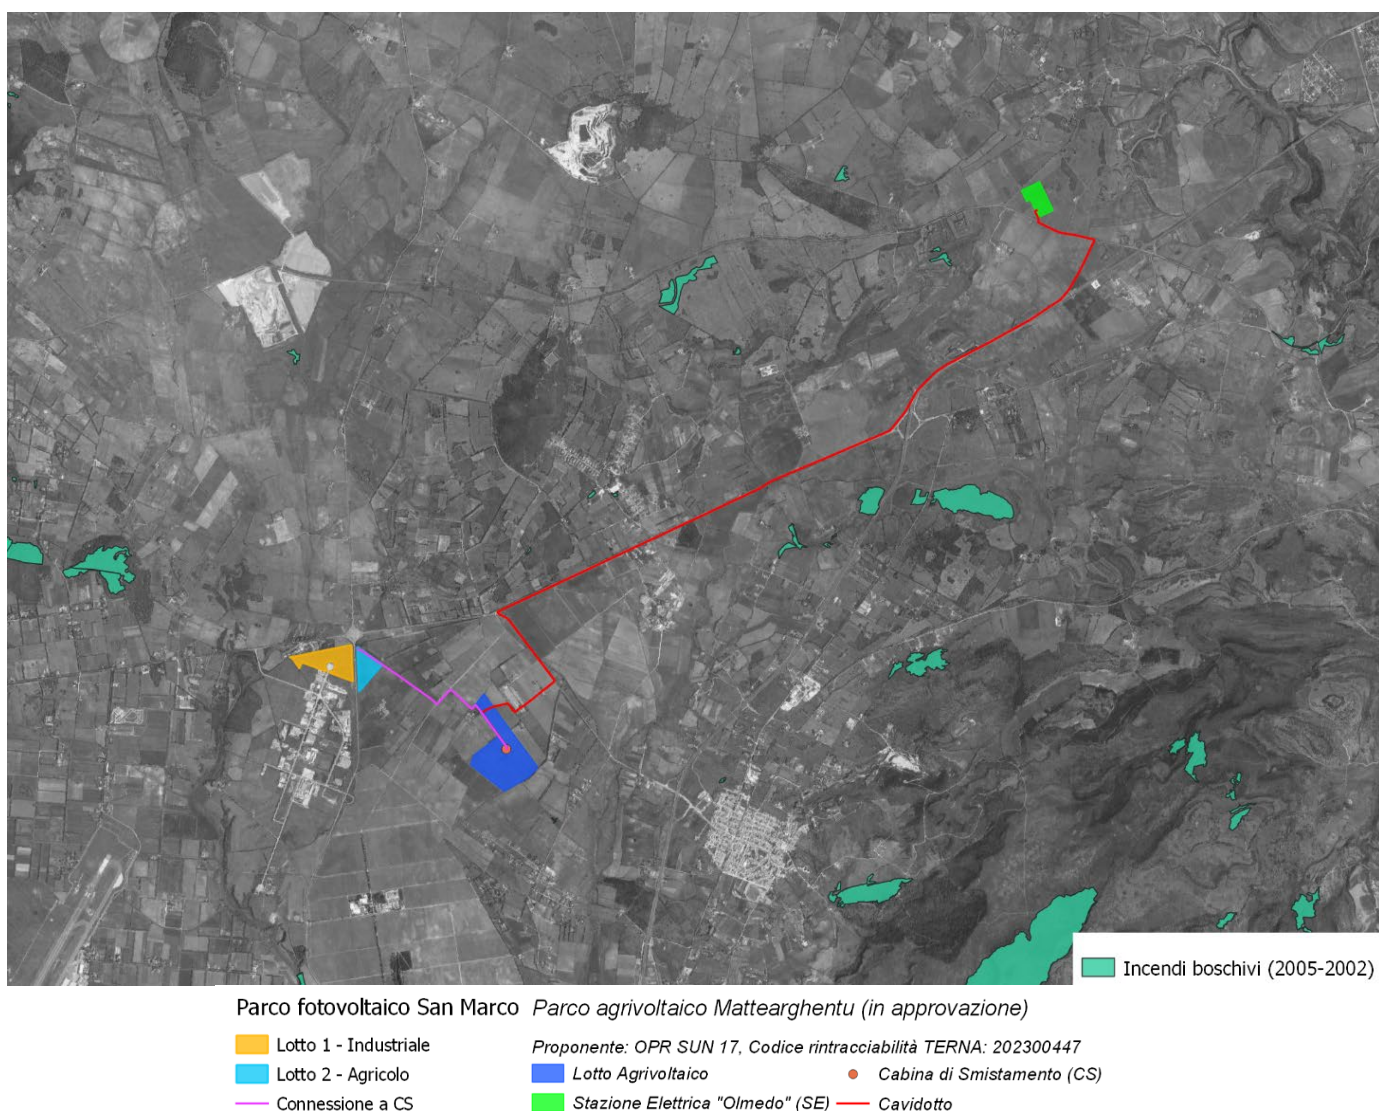 Incendi boschivi (2005-2002)
Parco fotovoltaico San Marco
Lotto 1 - Industriale
Lotto 2 - Agricolo
Connessione a CS
Parco agrivoltaico Mattearghentu (in approvazione)
Proponente: OPR SUN 17, Codice rintracciabilità TERNA: 202300447
Lotto Agrivoltaico
Cabina di Smistamento (CS)
Stazione Elettrica "Olmedo" (SE)
Cavidotto